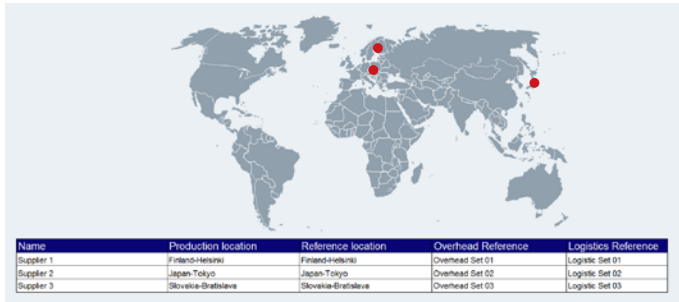 Name Production location Reference location Overhead Reference Logistics Reference
Supplier 1 Finland-Helsinki Finland-Helsinki Overhead Set 01 Logistic Set 01
Supplier 2 Japan-Tokyo Japan-Tokyo Overhead Set 02 Logistic Set 02
Supplier 3 Slovakia-Bratislava Slovakia-Bratislava Overhead Set 03 Logistic Set 03